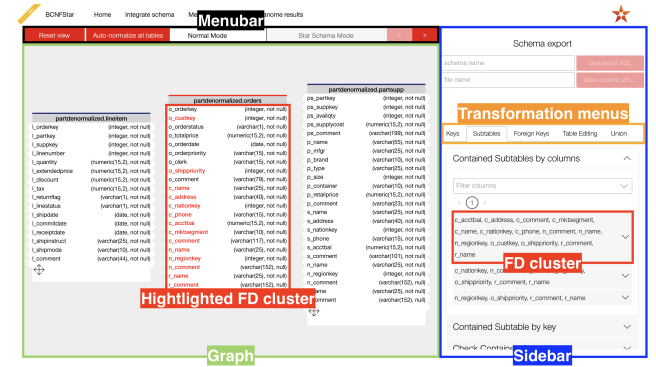 BCNFStar Home Integrate schema Me nome results
Menubar
Reset view Auto-normalize all tables Normal Mode Star Schema Mode < >
Schema export
schema name Download SQL
file name Save current sch...
Transformation menus
Keys Subtables Foreign Keys Table Editing Union
Contained Subtables by columns
Filter columns
< 1 >
c_acctbal, c_address, c_comment, c_mktsegment,
c_name, c_nationkey, c_phone, n_comment, n_name,
n_regionkey, o_custkey, o_shippriority, r_comment,
r_name
FD cluster
c_nationkey, n_co
o_shippriority, r_comment, r_name
n_regionkey, o_shippriority, r_comment, r_name
Contained Subtable by key
Check Contain
Sidebar
partdenormalized.lineitem
l_orderkey (integer, not null)
l_partkey (integer, not null)
l_suppkey (integer, not null)
l_linenumber (integer, not null)
l_quantity (numeric(15,2), not null)
l_extendedprice (numeric(15,2), not null)
l_discount (numeric(15,2), not null)
l_tax (numeric(15,2), not null)
l_returnflag (varchar(1), not null)
l_linestatus (varchar(1), not null)
l_shipdate (date, not null)
l_commitdate (date, not null)
l_receiptdate (date, not null)
l_shipinstruct (varchar(25), not null)
l_shipmode (varchar(10), not null)
l_comment (varchar(44), not null)
partdenormalized.orders
o_orderkey (integer, not null)
o_custkey (integer, not null)
o_orderstatus (varchar(1), not null)
o_totalprice (numeric(15,2), not null)
o_orderdate (date, not null)
o_orderpriority (varchar(15), not null)
o_clerk (varchar(15), not null)
o_shippriority (integer, not null)
o_comment (varchar(79), not null)
c_name (varchar(25), not null)
c_address (varchar(40), not null)
c_nationkey (integer, not null)
c_phone (varchar(15), not null)
c_acctbal (numeric(15,2), not null)
c_mktsegment (varchar(10), not null)
c_comment (varchar(117), not null)
n_name (varchar(25), not null)
n_regionkey (integer, not null)
n_comment (varchar(152), null)
r_name (varchar(25), not null)
r_comment (varchar(152), null)
Hightlighted FD cluster
partdenormalized.partsupp
ps_partkey (integer, not null)
ps_suppkey (integer, not null)
ps_availqty (integer, not null)
ps_supplycost (numeric(15,2), not null)
ps_comment (varchar(199), not null)
p_name (varchar(55), not null)
p_mfgr (varchar(25), not null)
p_brand (varchar(10), not null)
p_type (varchar(25), not null)
p_size (integer, not null)
p_container (varchar(10), not null)
p_retailprice (numeric(15,2), not null)
p_comment (varchar(23), not null)
s_name (varchar(25), not null)
s_address (varchar(40), not null)
s_nationkey (integer, not null)
s_phone (varchar(15), not null)
s_acctbal (numeric(15,2), not null)
s_comment (varchar(101), not null)
n_name (varchar(25), not null)
n_regionkey (integer, not null)
n_comment (varchar(152), null)
(varchar(25), not null)
comment (varchar(152), null)
Graph